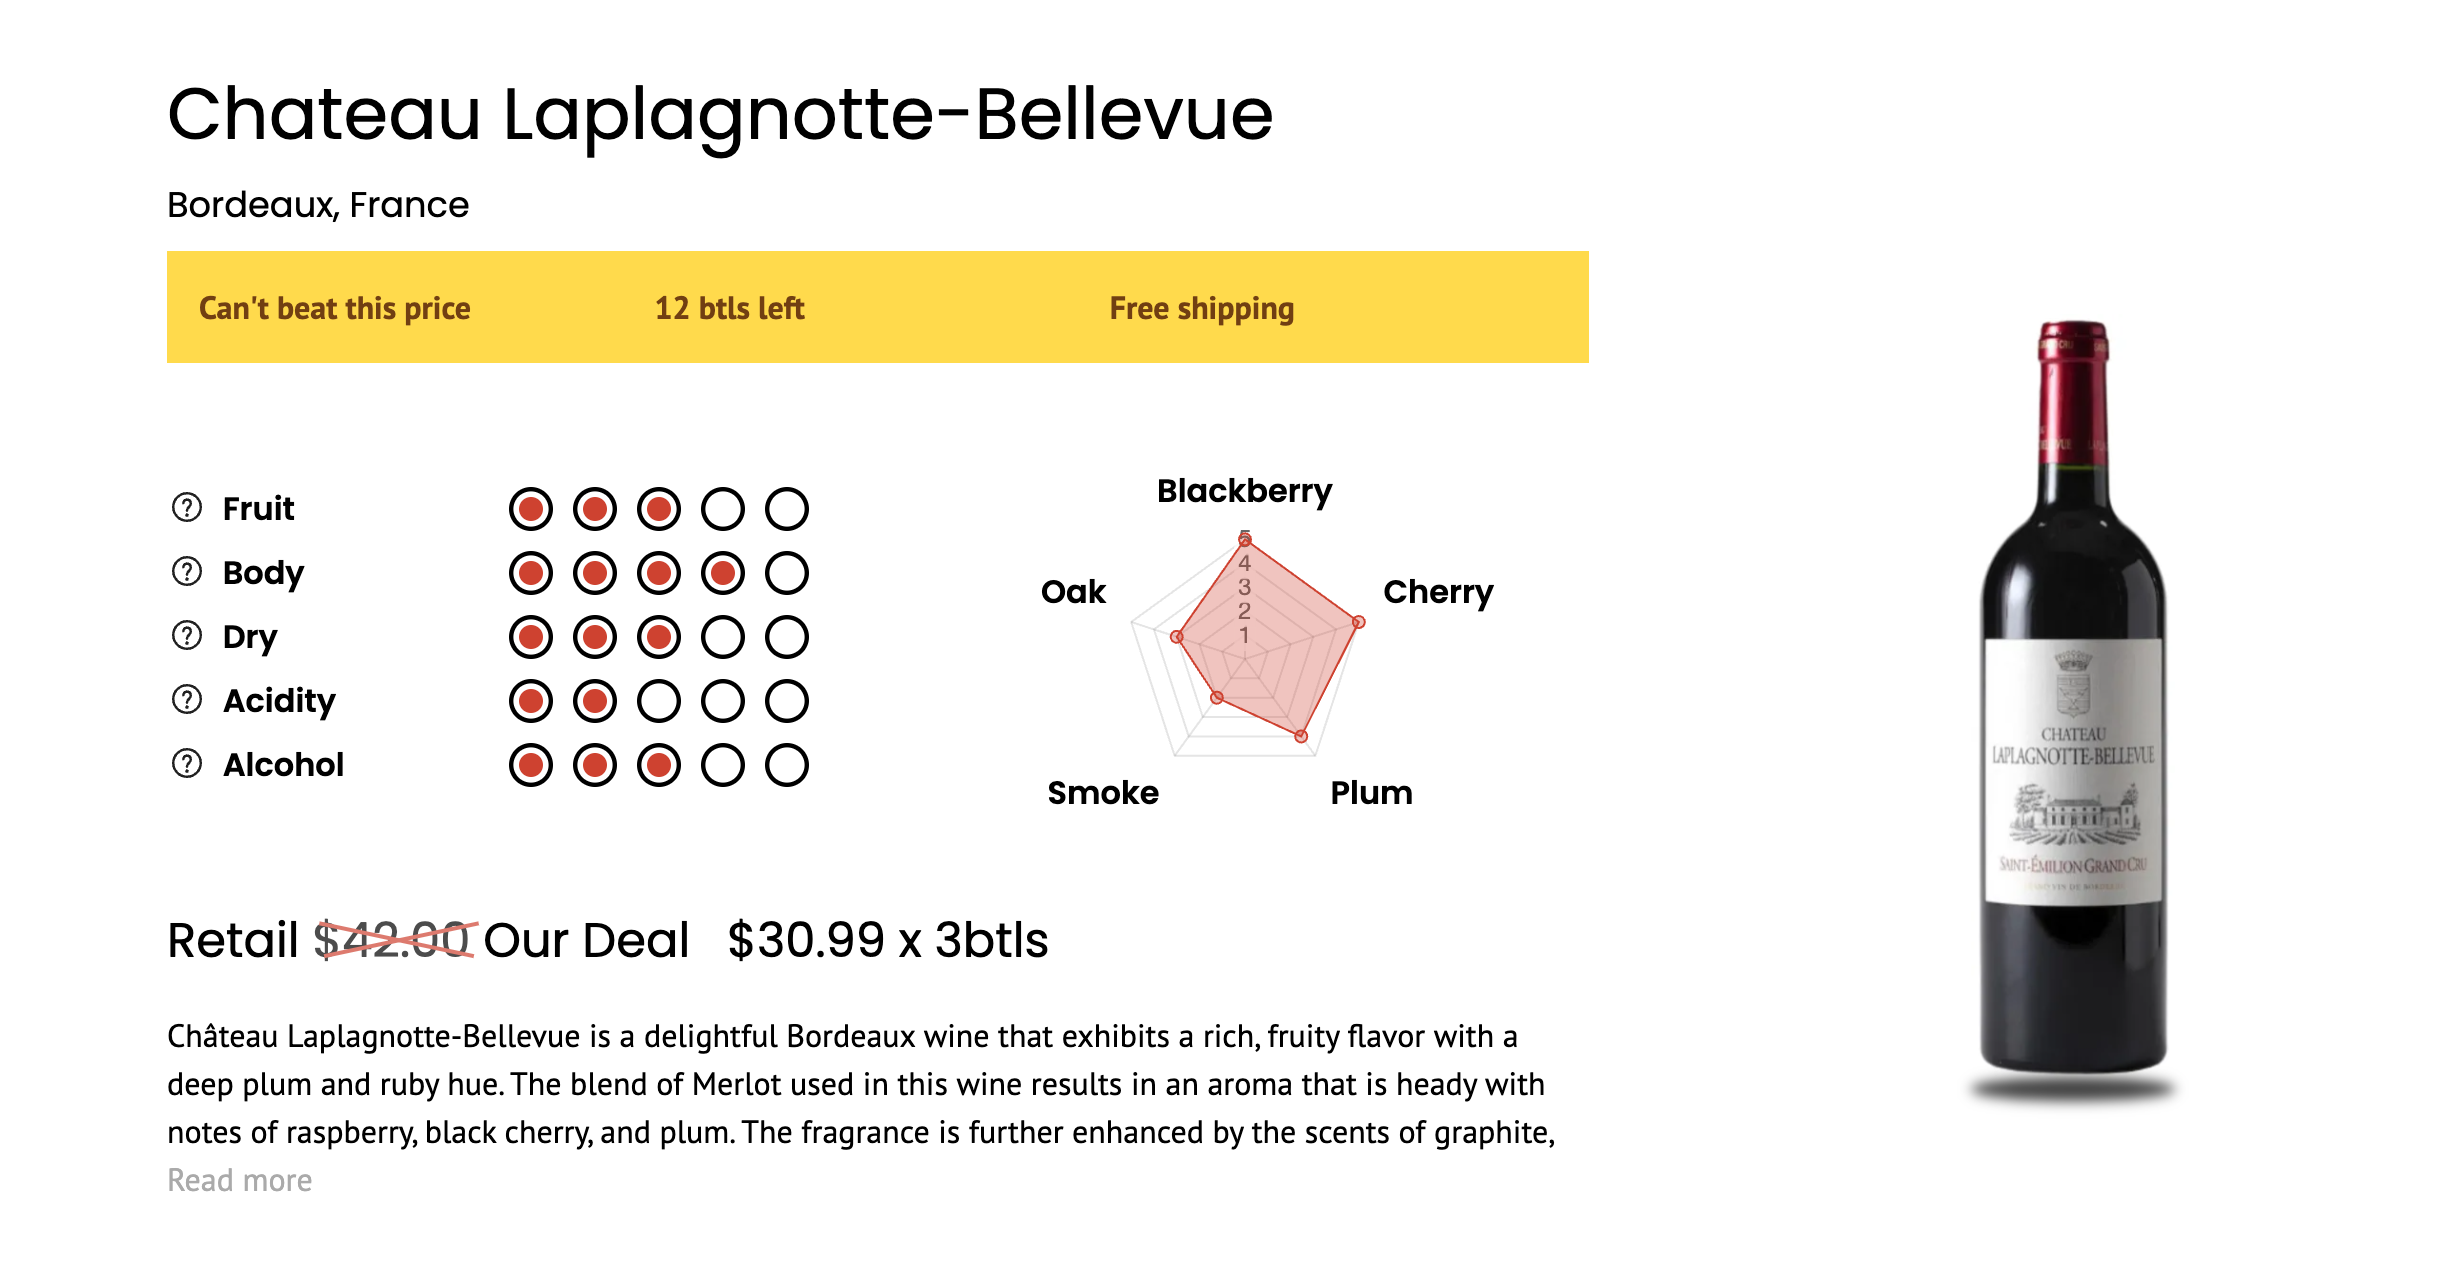 Chateau Laplagnotte-Bellevue
Bordeaux, France
Can't beat this price
12 btls left
Free shipping
Fruit
Body
Dry
Acidity
Alcohol
Blackberry
Cherry
Plum
Smoke
Oak
5
4
3
2
1
Retail $42.00 Our Deal $30.99 x 3btls
Château Laplagnotte-Bellevue is a delightful Bordeaux wine that exhibits a rich, fruity flavor with a
deep plum and ruby hue. The blend of Merlot used in this wine results in an aroma that is heady with
notes of raspberry, black cherry, and plum. The fragrance is further enhanced by the scents of graphite,
Read more
CHATEAU
LAPLAGNOTTE-BELLEVUE
SAINT-ÉMILION GRAND CRU